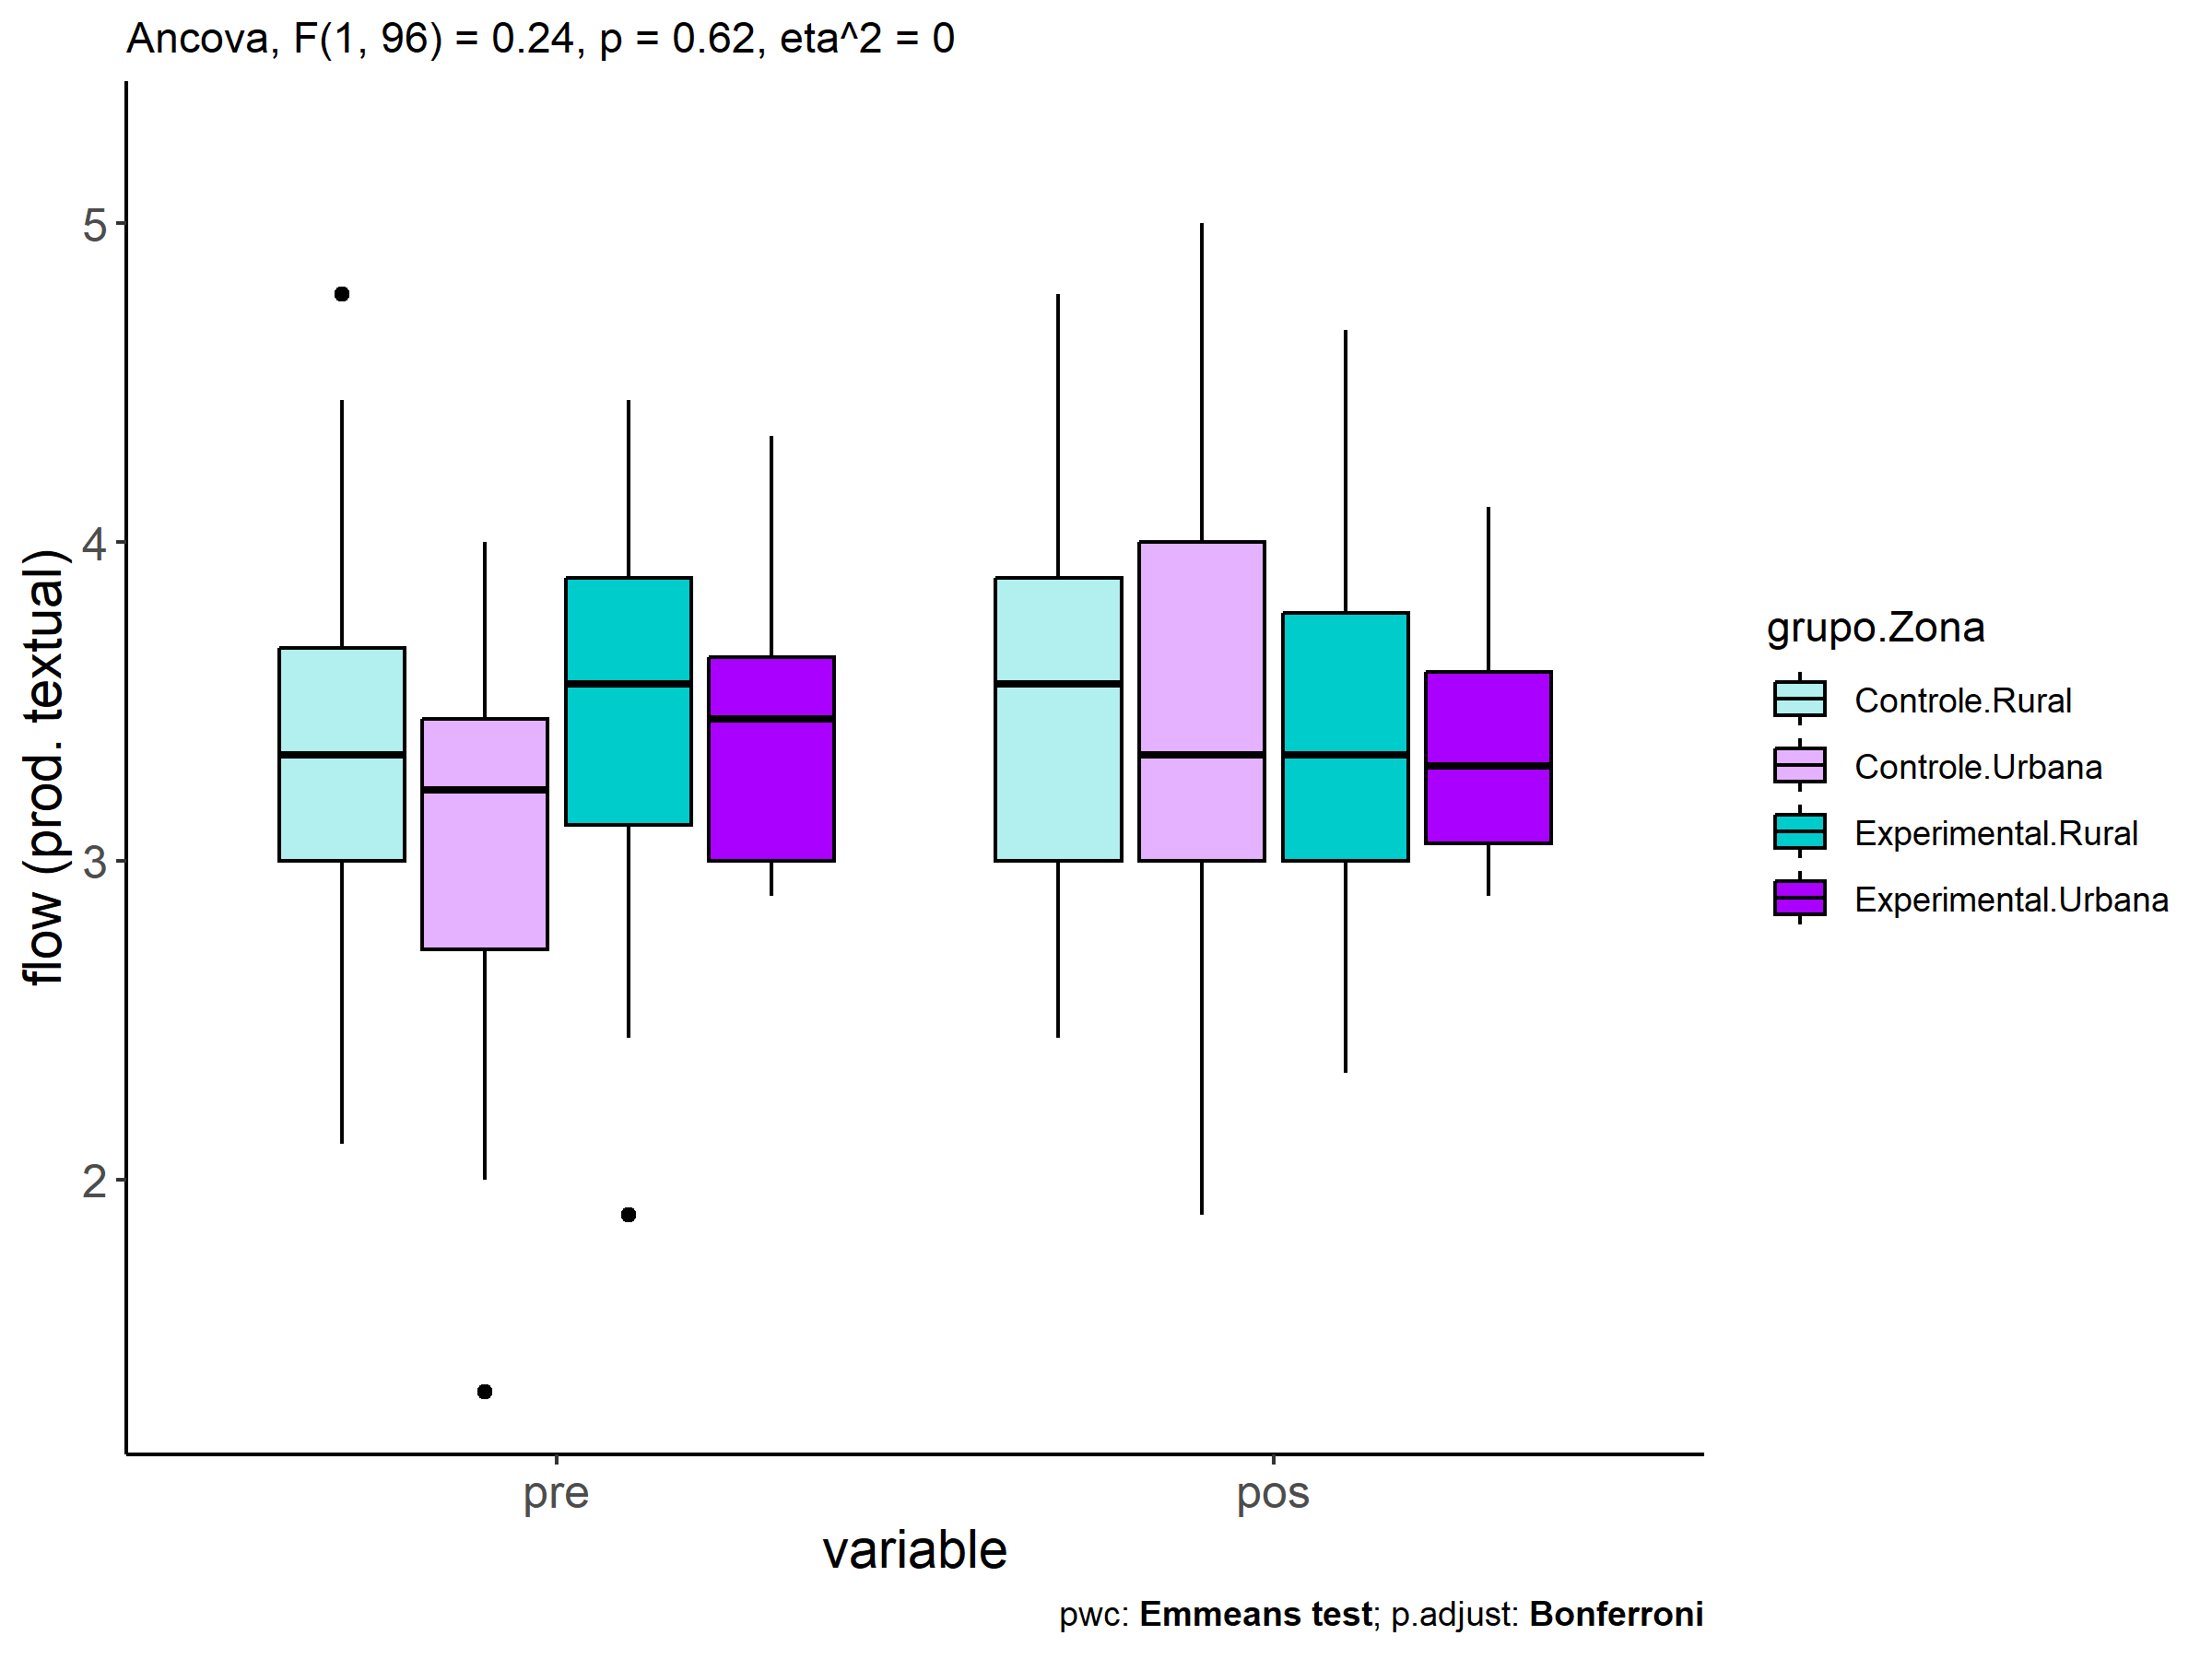 Ancova, F(1, 96) = 0.24, p = 0.62, eta^2 = 0
flow (prod. textual)
5
4
3
2
pre
pos
variable
grupo.Zona
Controle.Rural
Controle.Urbana
Experimental.Rural
Experimental.Urbana
pwc: Emmeans test; p.adjust: Bonferroni